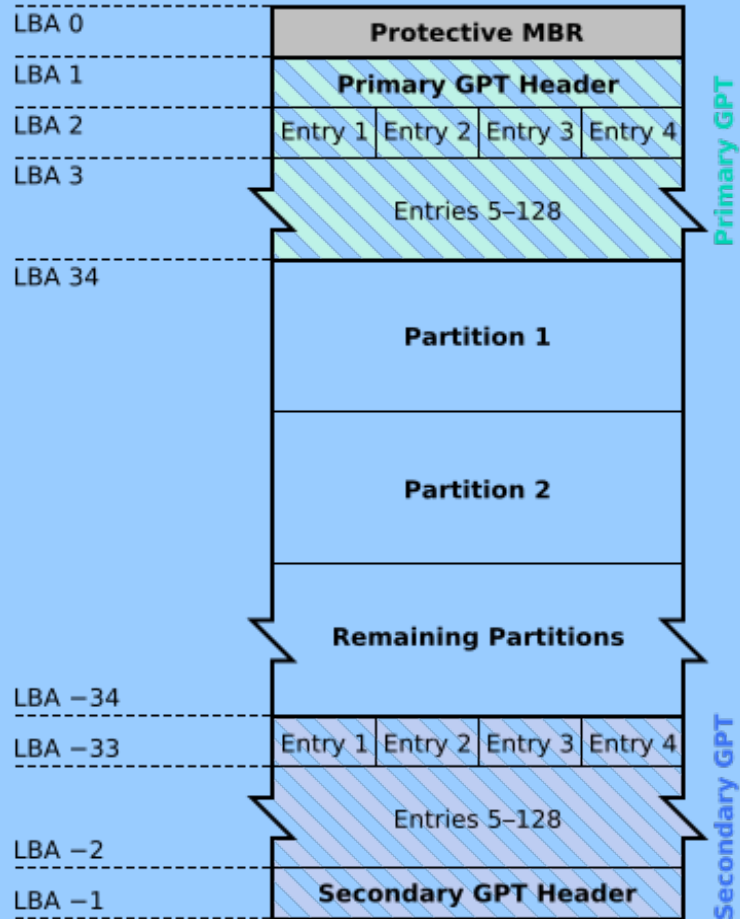 LBA 0
Protective MBR
LBA 1
Primary GPT Header
LBA 2
Entry 1 Entry 2 Entry 3 Entry 4
LBA 3
Entries 5–128
Primary GPT
LBA 34
Partition 1
Partition 2
Remaining Partitions
LBA −34
LBA −33
Entry 1 Entry 2 Entry 3 Entry 4
Entries 5–128
LBA −2
LBA −1
Secondary GPT Header
Secondary GPT